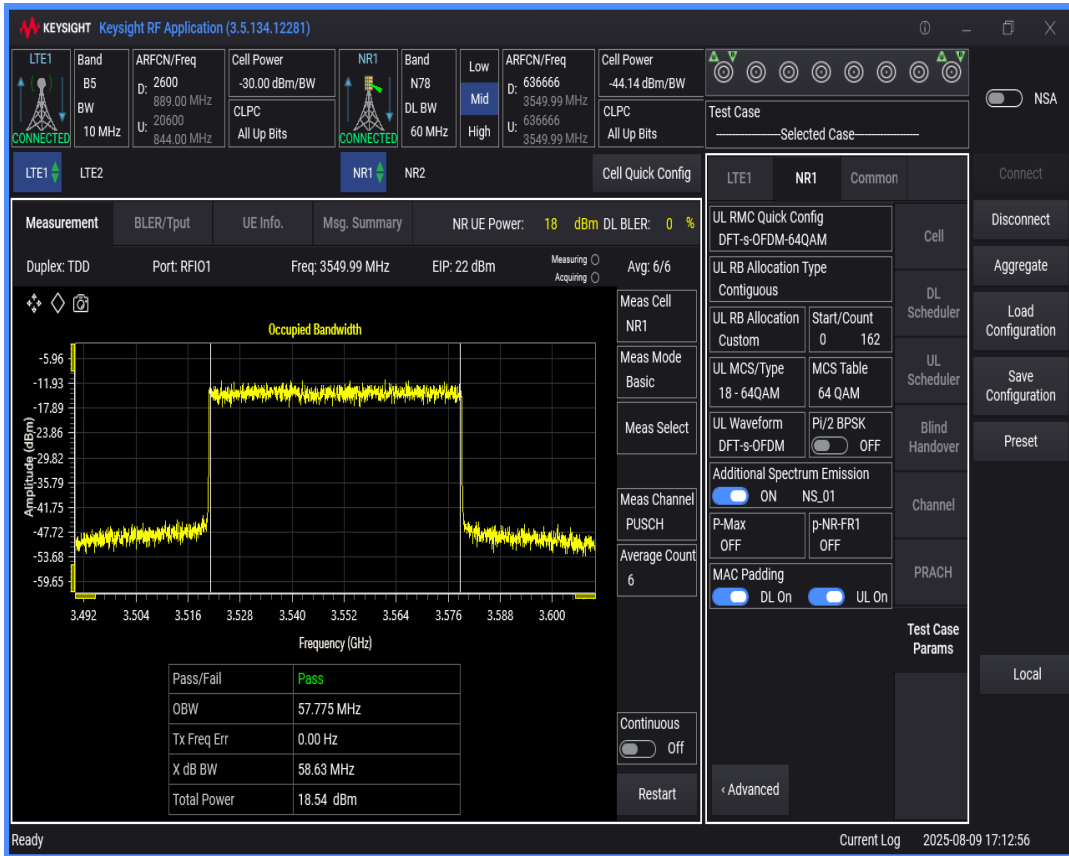 KEYSIGHT Keysight RF Application (3.5.134.12281)
LTE1 Band ARFCN/Freq Cell Power NR1 Band Low ARFCN/Freq Cell Power
B5 D: 2600 -30.00 dBm/BW N78 D: 636666 -44.14 dBm/BW
889.00 MHz Mid 3549.99 MHz
BW CLPC DL BW CLPC
CONNECTED 10 MHz U: 20600 All Up Bits CONNECTED 60 MHz High U: 636666 All Up Bits
844.00 MHz 3549.99 MHz
Test Case
---------------------Selected Case---------------------
NSA
LTE1 LTE2 NR1 NR2 Cell Quick Config
Measurement BLER/Tput UE Info. Msg. Summary NR UE Power: 18 dBm DL BLER: 0 %
Duplex: TDD Port: RFIO1 Freq: 3549.99 MHz EIP: 22 dBm Measuring Avg: 6/6
Acquiring
Occupied Bandwidth
Amplitude (dBm)
-5.96
-11.93
-17.89
-23.86
-29.82
-35.79
-41.75
-47.72
-53.68
-59.65
3.492 3.504 3.516 3.528 3.540 3.552 3.564 3.576 3.588 3.600
Frequency (GHz)
Pass/Fail Pass
OBW 57.775 MHz
Tx Freq Err 0.00 Hz
X dB BW 58.63 MHz
Total Power 18.54 dBm
Meas Cell
NR1
Meas Mode
Basic
Meas Select
Meas Channel
PUSCH
Average Count
6
Continuous
Off
Restart
LTE1 NR1 Common
UL RMC Quick Config
DFT-s-OFDM-64QAM
UL RB Allocation Type
Contiguous
UL RB Allocation Start/Count
Custom 0 162
UL MCS/Type MCS Table
18 - 64QAM 64 QAM
UL Waveform Pi/2 BPSK
DFT-s-OFDM OFF
Additional Spectrum Emission
ON NS_01
P-Max p-NR-FR1
OFF OFF
MAC Padding
DL On UL On
‹ Advanced
Cell
DL
Scheduler
UL
Scheduler
Blind
Handover
Channel
PRACH
Test Case
Params
Connect
Disconnect
Aggregate
Load
Configuration
Save
Configuration
Preset
Local
Ready Current Log 2025-08-09 17:12:56